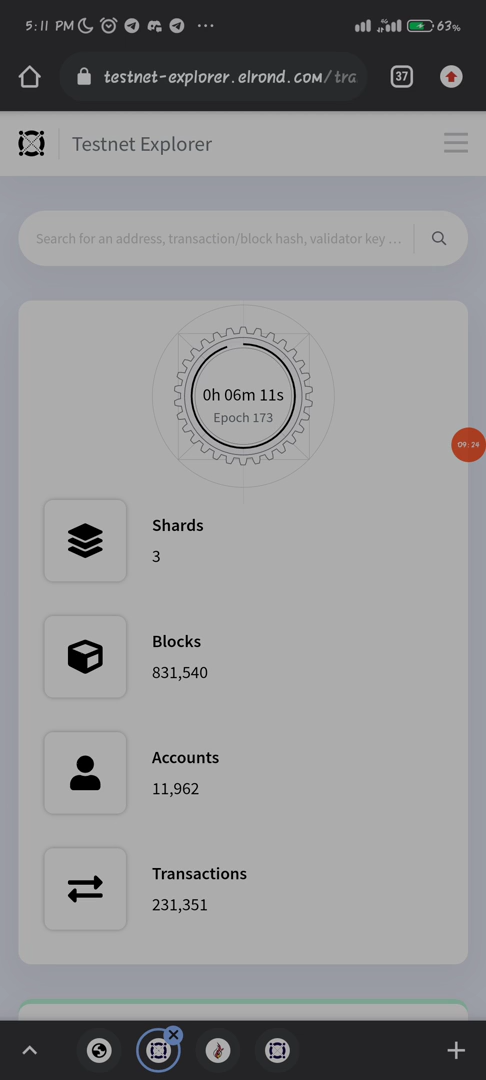 5:11 PM
63%
testnet-explorer.elrond.com/tra
37
Testnet Explorer
Search for an address, transaction/block hash, validator key ...
0h 06m 11s
Epoch 173
09:24
Shards
3
Blocks
831,540
Accounts
11,962
Transactions
231,351